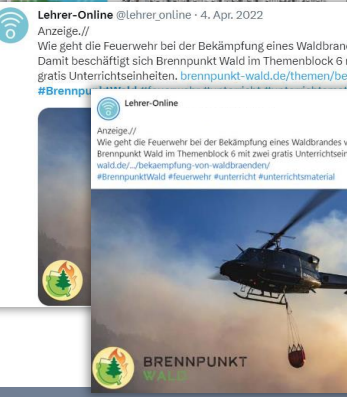 Lehrer-Online @lehrer_online · 4. Apr. 2022
Anzeige.//
Wie geht die Feuerwehr bei der Bekämpfung eines
Damit beschäftigt sich Brennpunkt Wald im Themenblock 6
gratis Unterrichtseinheiten. brennpunkt-wald.de/themen/be
Lehrer-Online
Anzeige.//
Wie geht die Feuerwehr bei der Bekämpfung eines Waldbrandes
Brennpunkt Wald im Themenblock 6 mit zwei gratis
wald.de/.../bekaempfung-von-waldbraenden/
#BrennpunktWald #feuerwehr #unterricht #unterrichtsmaterial
BRENNPUNKT
WALD